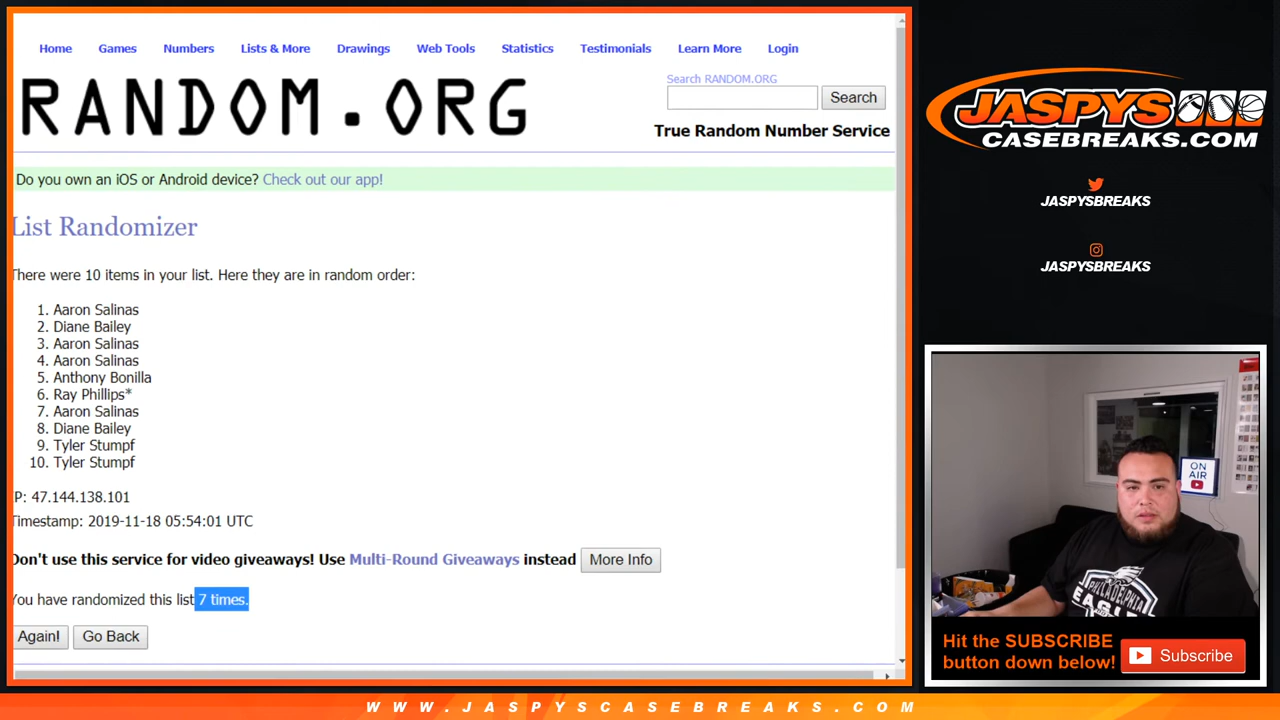 Home Games Numbers Lists & More Drawings Web Tools Statistics Testimonials Learn More Login
RANDOM.ORG
Search RANDOM.ORG
Search
True Random Number Service
Do you own an iOS or Android device? Check out our app!
List Randomizer
There were 10 items in your list. Here they are in random order:
1. Aaron Salinas
2. Diane Bailey
3. Aaron Salinas
4. Aaron Salinas
5. Anthony Bonilla
6. Ray Phillips*
7. Aaron Salinas
8. Diane Bailey
9. Tyler Stumpf
10. Tyler Stumpf
P: 47.144.138.101
Timestamp: 2019-11-18 05:54:01 UTC
Don't use this service for video giveaways! Use Multi-Round Giveaways instead More Info
You have randomized this list 7 times.
Again! Go Back
JASPYS
CASEBREAKS.COM
JASPYSBREAKS
JASPYSBREAKS
ON
AIR
PHILADELPHIA
EAGLE
Hit the SUBSCRIBE
button down below!
Subscribe
WWW.JASPYSCASEBREAKS.COM